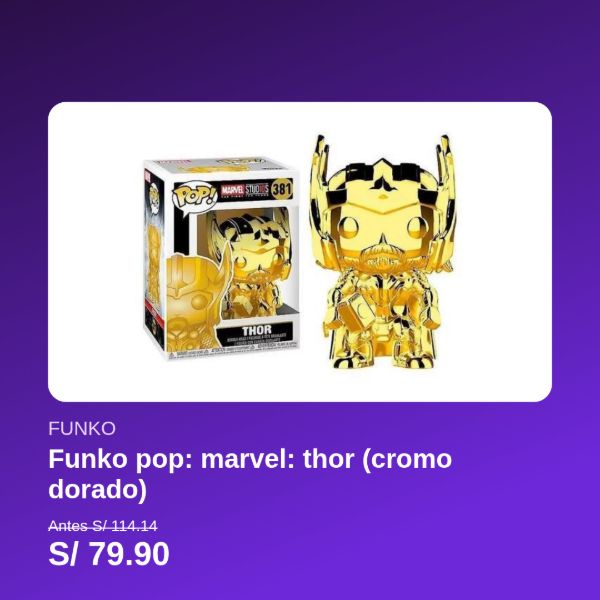 POP!
MARVEL STUDIOS
381
THOR
FUNKO
Funko pop: marvel: thor (cromo
dorado)
Antes S/ 114.14
S/ 79.90